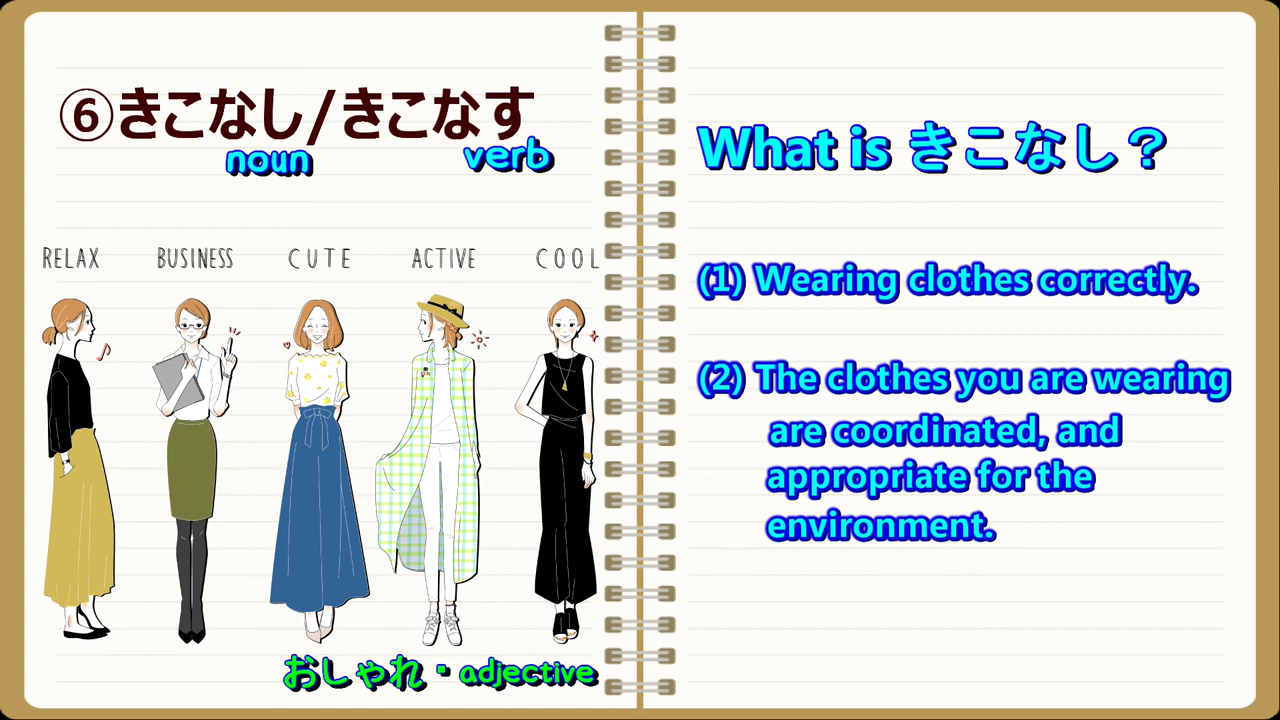 ⑥きこなし/きこなす
noun verb
RELAX BUSINESS CUTE ACTIVE COOL
おしゃれ・adjective
What is きこなし？
(1) Wearing clothes correctly.
(2) The clothes you are wearing
are coordinated, and
appropriate for the
environment.